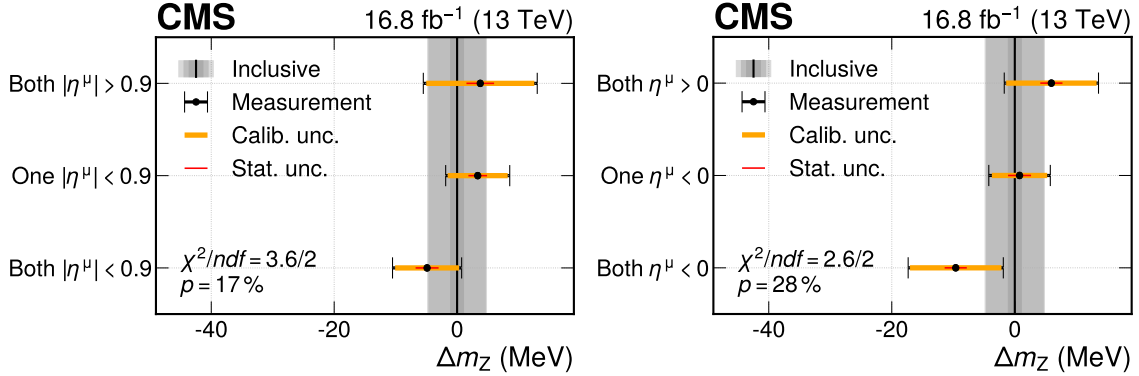 CMS 16.8 fb⁻¹ (13 TeV)
Inclusive
Measurement
Calib. unc.
Stat. unc.
Both |η^μ| > 0.9
One |η^μ| < 0.9
Both |η^μ| < 0.9
χ²/ndf = 3.6/2
p = 17 %
-40 -20 0
Δm_Z (MeV)
CMS 16.8 fb⁻¹ (13 TeV)
Inclusive
Measurement
Calib. unc.
Stat. unc.
Both η^μ > 0
One η^μ < 0
Both η^μ < 0
χ²/ndf = 2.6/2
p = 28 %
-40 -20 0
Δm_Z (MeV)